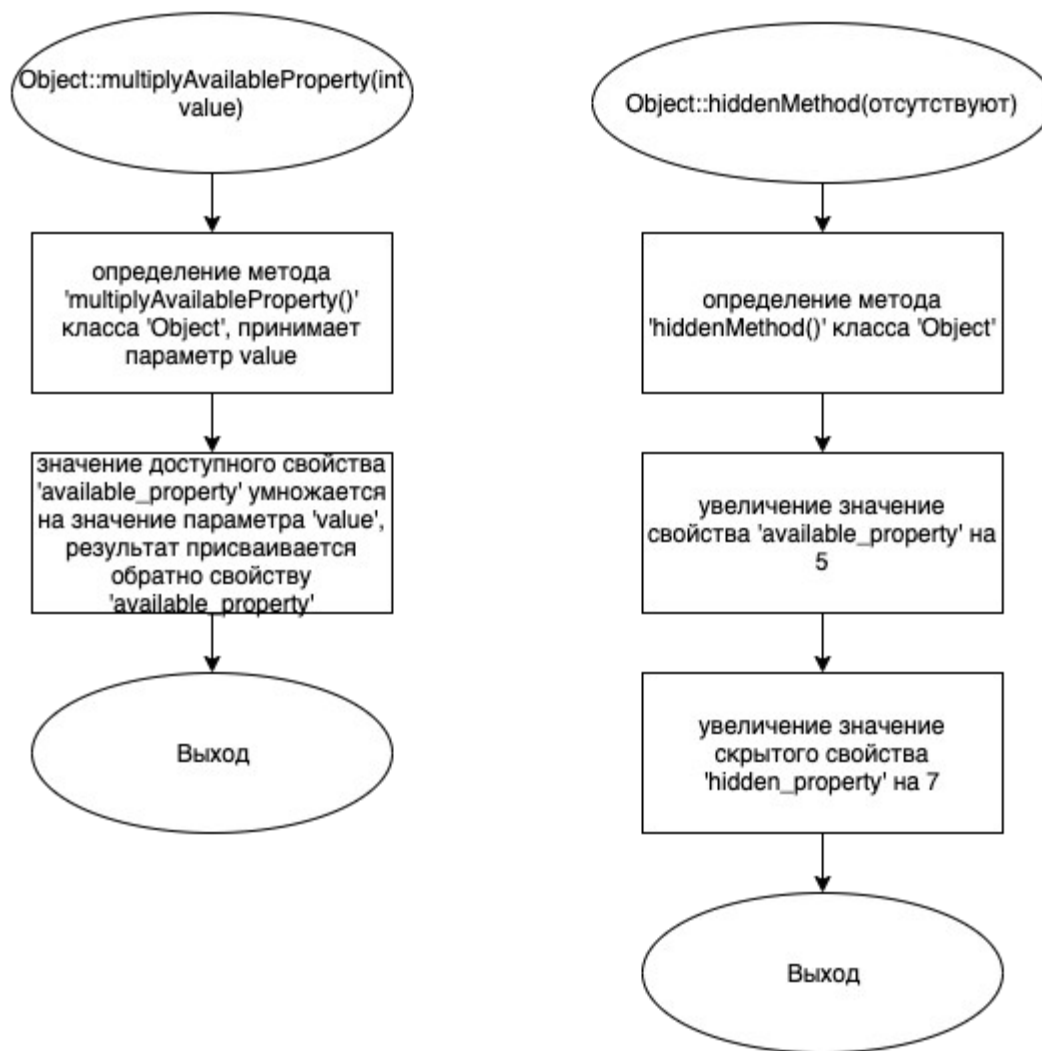 Object::multiplyAvailableProperty(int
value)
определение метода
'multiplyAvailableProperty()'
класса 'Object', принимает
параметр value
значение доступного свойства
'available_property' умножается
на значение параметра 'value',
результат присваивается
обратно свойству
'available_property'
Выход
Object::hiddenMethod(отсутствуют)
определение метода
'hiddenMethod()' класса 'Object'
увеличение значение
свойства 'available_property' на
5
увеличение значение
скрытого свойства
'hidden_property' на 7
Выход